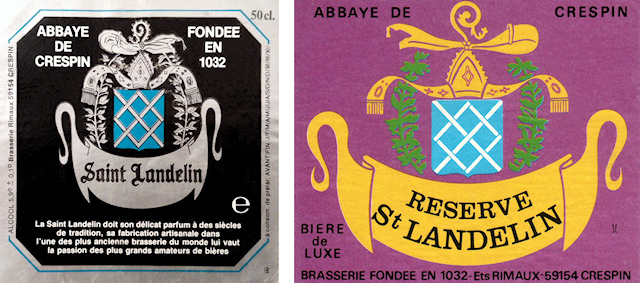 50 cl.
ABBAYE
DE
CRESPIN
FONDEE
EN
1032
Saint Landelin
ALCOOL 5,9° ± 0,1° Brasserie Rimaux 59154 CRESPIN
e
La Saint Landelin doit son délicat parfum à des siècles
de tradition, sa fabrication artisanale dans
l'une des plus ancienne brasserie du monde lui vaut
la passion des plus grands amateurs de bières
ABBAYE DE CRESPIN
RESERVE
St LANDELIN
BIERE
de
LUXE
BRASSERIE FONDEE EN 1032-Ets RIMAUX-59154 CRESPIN